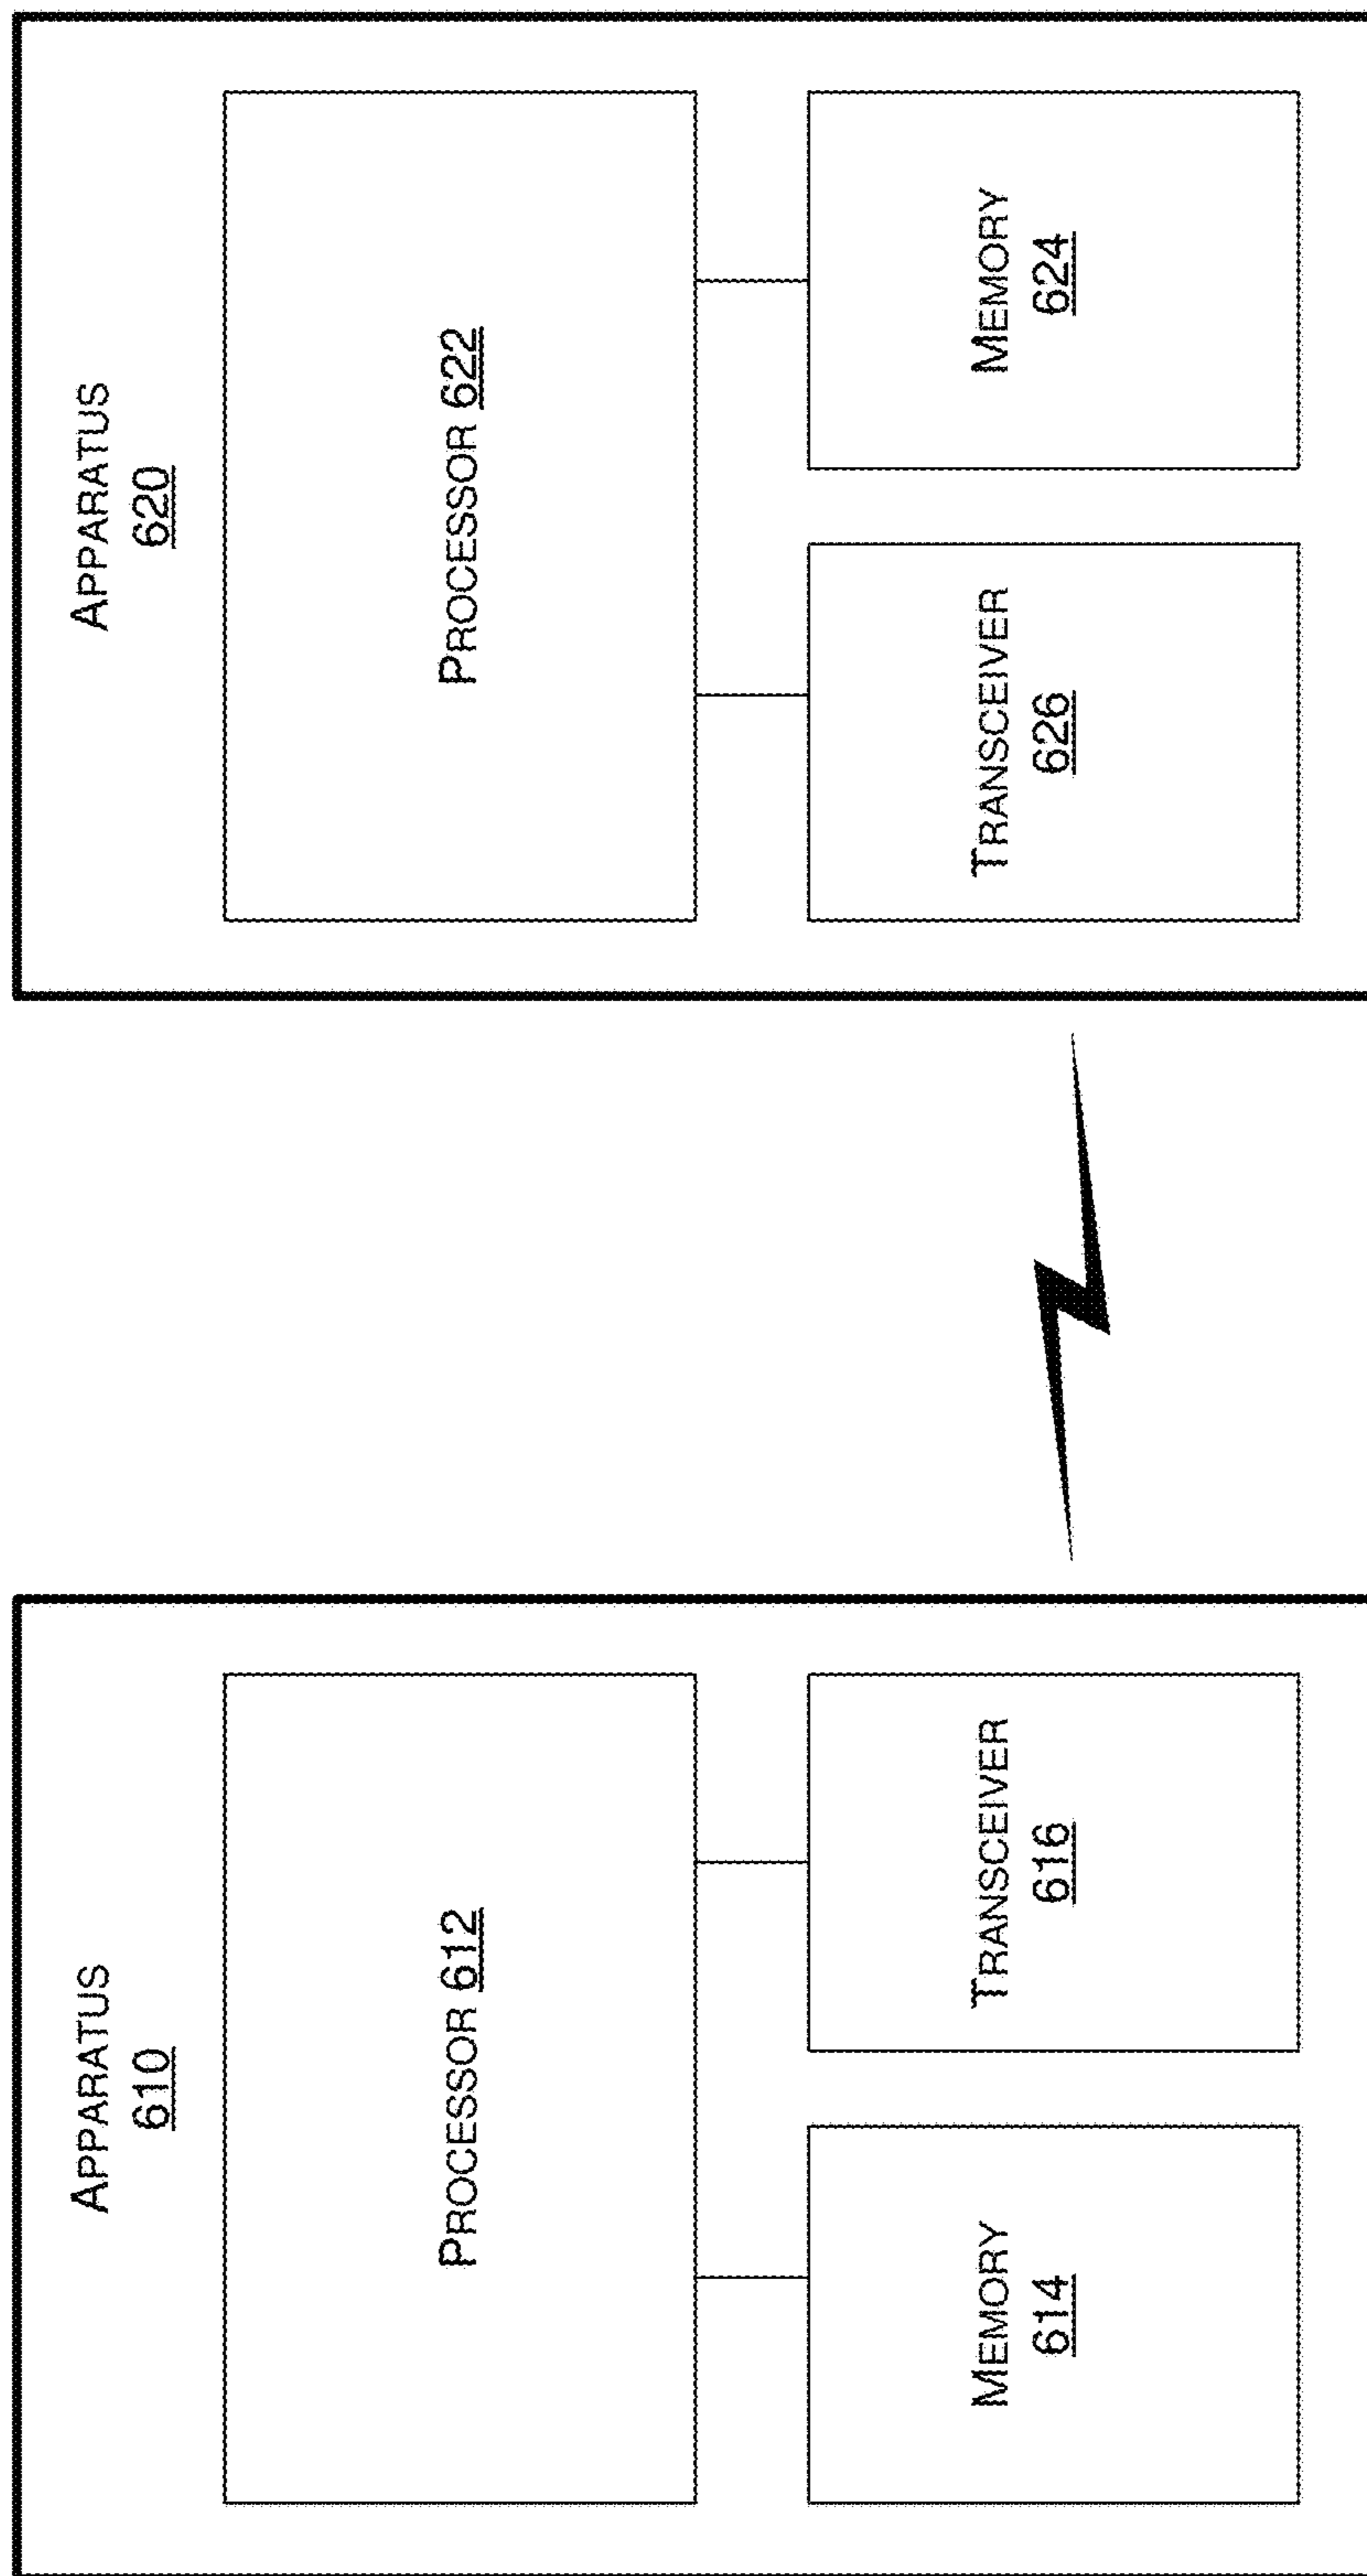 APPARATUS
610
PROCESSOR 612
MEMORY
614
TRANSCEIVER
616
APPARATUS
620
PROCESSOR 622
TRANSCEIVER
626
MEMORY
624